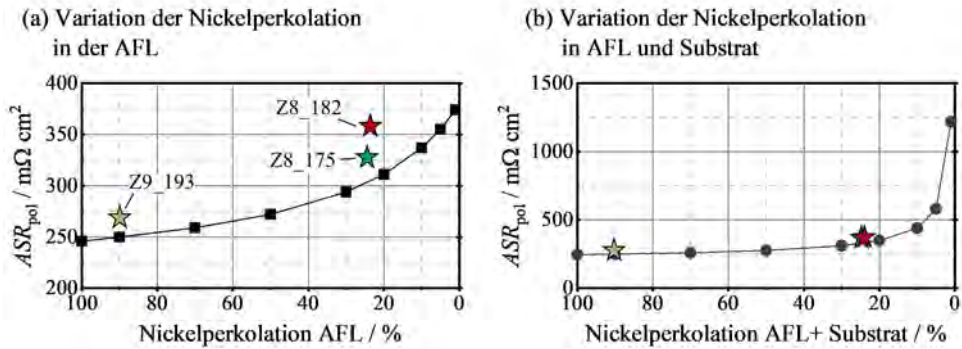 (a) Variation der Nickelperkolation
in der AFL
400
350
300
250
200
100
80
60
40
20
0
Z8_182
Z8_175
Z9_193
ASRpol / mΩ cm²
Nickelperkolation AFL / %
(b) Variation der Nickelperkolation
in AFL und Substrat
1500
1000
500
0
100
80
60
40
20
0
ASRpol / mΩ cm²
Nickelperkolation AFL+ Substrat / %